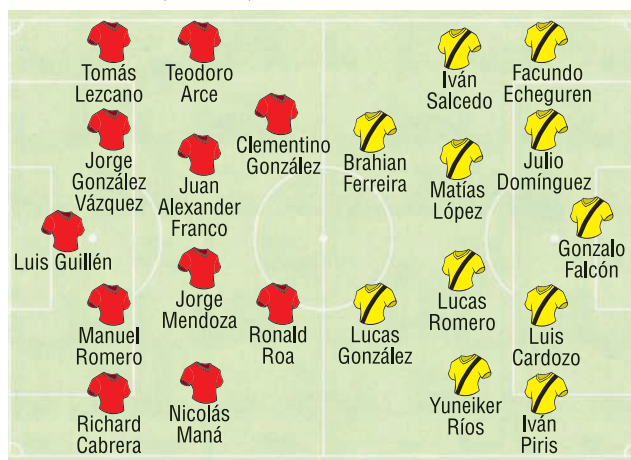 Tomás
Lezcano
Teodoro
Arce
Clementino
González
Jorge
González
Vázquez
Juan
Alexander
Franco
Luis Guillén
Jorge
Mendoza
Manuel
Romero
Ronald
Roa
Richard
Cabrera
Nicolás
Maná
Iván
Salcedo
Facundo
Echeguren
Brahian
Ferreira
Matías
López
Julio
Domínguez
Gonzalo
Falcón
Lucas
González
Lucas
Romero
Luis
Cardozo
Yuneiker
Ríos
Iván
Piris